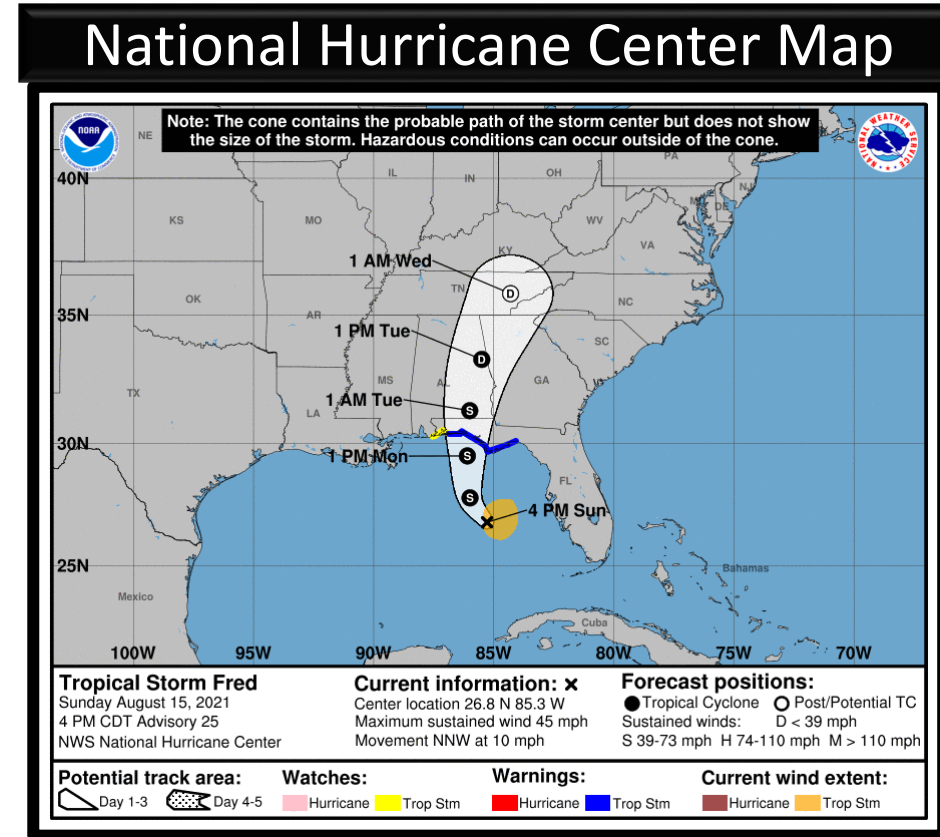 National Hurricane Center Map
Note: The cone contains the probable path of the storm center but does not show
the size of the storm. Hazardous conditions can occur outside of the cone.
NOAA
NATIONAL WEATHER SERVICE
NE
PA
40N
IL
IN
OH
NJ
DE
KS
MO
WV
VA
KY
1 AM Wed
TN
D
OK
NC
35N
AR
1 PM Tue
D
SC
MS
AL
GA
TX
1 AM Tue
S
LA
30N
1 PM Mon
S
FL
S
4 PM Sun
25N
Bahamas
Mexico
Cuba
100W 95W 90W 85W 80W 75W 70W
Tropical Storm Fred
Sunday August 15, 2021
4 PM CDT Advisory 25
NWS National Hurricane Center
Current information: ×
Center location 26.8 N 85.3 W
Maximum sustained wind 45 mph
Movement NNW at 10 mph
Forecast positions:
Tropical Cyclone Post/Potential TC
Sustained winds: D < 39 mph
S 39-73 mph H 74-110 mph M > 110 mph
Potential track area:
Day 1-3 Day 4-5
Watches:
Hurricane Trop Stm
Warnings:
Hurricane Trop Stm
Current wind extent:
Hurricane Trop Stm